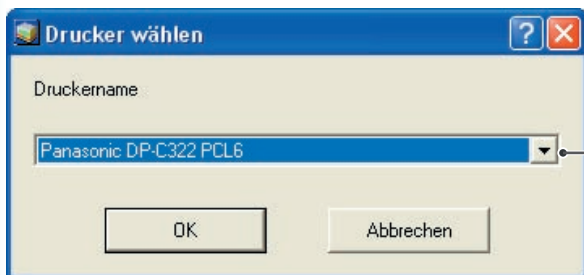 Drucker wählen
Druckername
Panasonic DP-C322 PCL6
OK Abbrechen